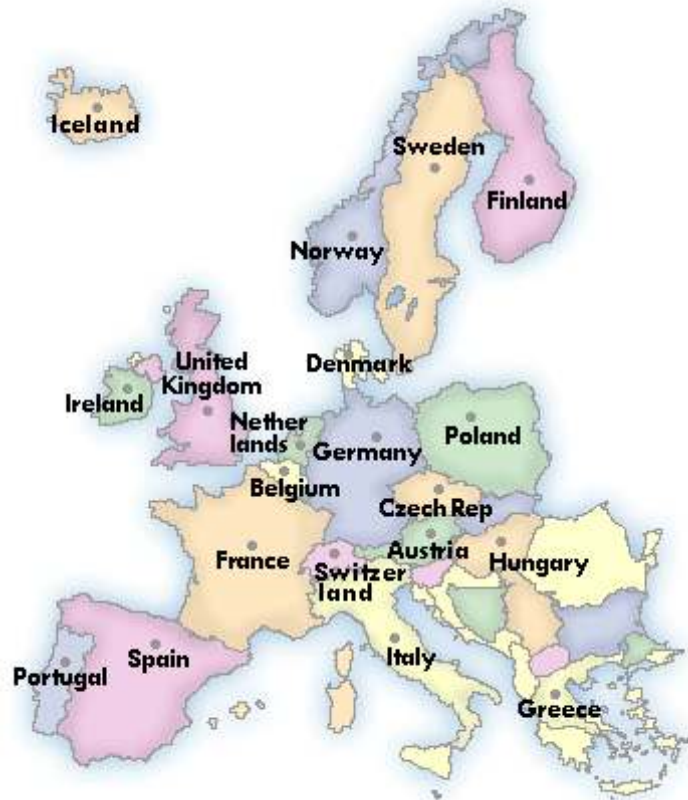 Iceland
Sweden
Finland
Norway
United
Kingdom
Denmark
Ireland
Nether
lands
Germany
Poland
Belgium
Czech Rep
France
Austria
Hungary
Switzer
land
Portugal
Spain
Italy
Greece